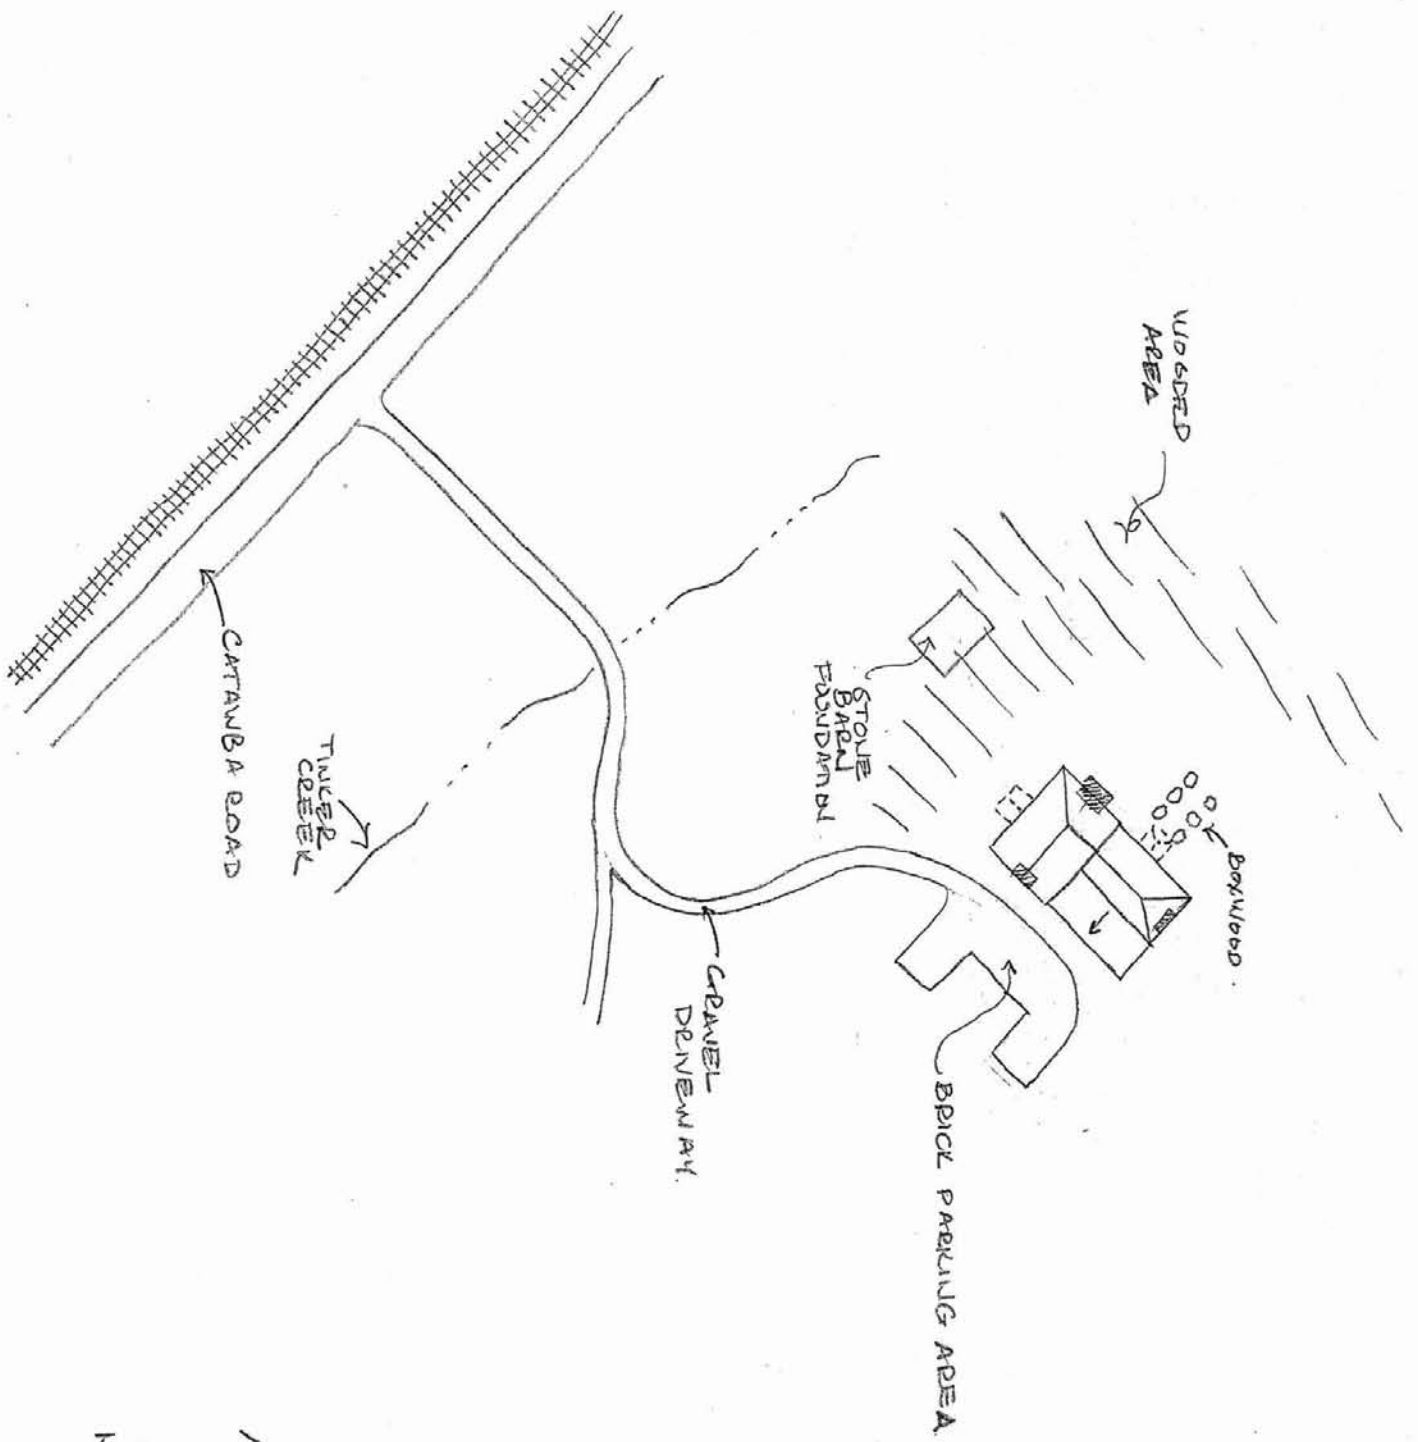 WOODED
AREA
BOXWOOD.
STONE
BARN
FOUNDATION
BRICK PARKING AREA
GRAVEL
DRIVEWAY.
CATAWBA ROAD
TINKER
CREEK